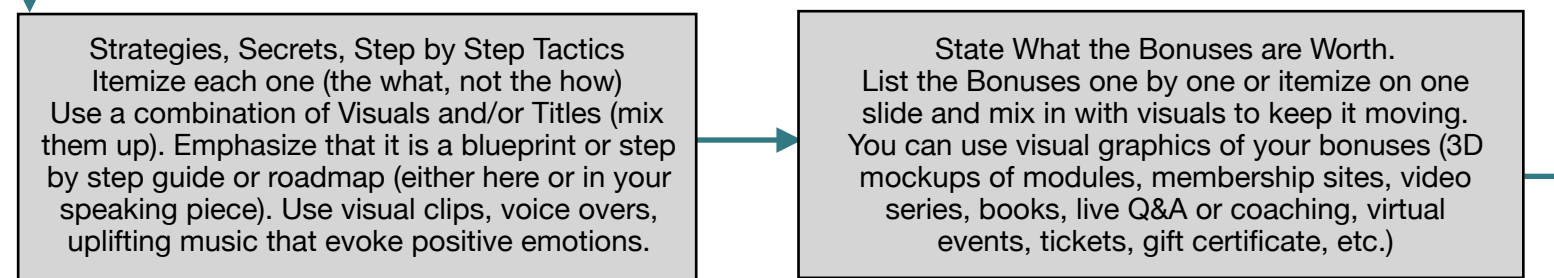 Strategies, Secrets, Step by Step Tactics
Itemize each one (the what, not the how)
Use a combination of Visuals and/or Titles (mix
them up). Emphasize that it is a blueprint or step
by step guide or roadmap (either here or in your
speaking piece). Use visual clips, voice overs,
uplifting music that evoke positive emotions.
State What the Bonuses are Worth.
List the Bonuses one by one or itemize on one
slide and mix in with visuals to keep it moving.
You can use visual graphics of your bonuses (3D
mockups of modules, membership sites, video
series, books, live Q&A or coaching, virtual
events, tickets, gift certificate, etc.)